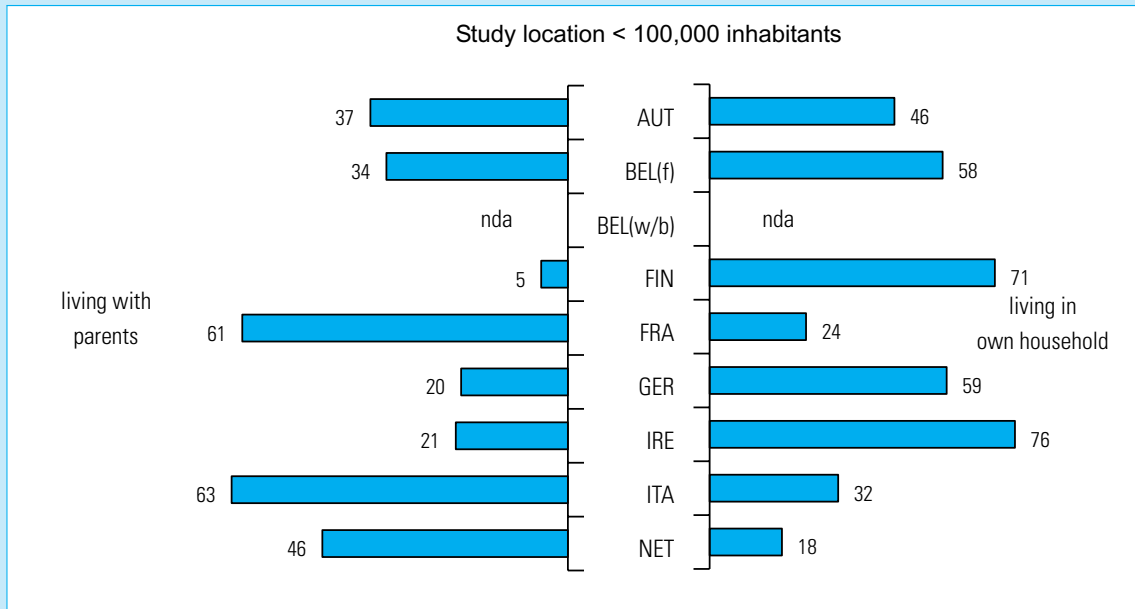 Study location < 100,000 inhabitants
37 AUT 46
34 BEL(f) 58
nda BEL(w/b) nda
5 FIN 71
living with
parents
living in
own household
61 FRA 24
20 GER 59
21 IRE 76
63 ITA 32
46 NET 18